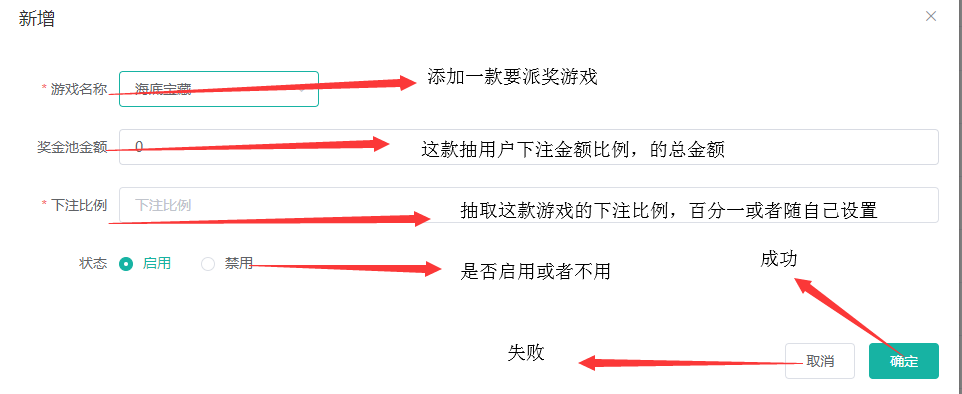 新增
* 游戏名称 海底宝藏 添加一款要派奖游戏
奖金池金额 0 这款抽用户下注金额比例，的总金额
* 下注比例 下注比例 抽取这款游戏的下注比例，百分一或者随自己设置
状态 启用 禁用 是否启用或者不用
成功
失败
取消 确定